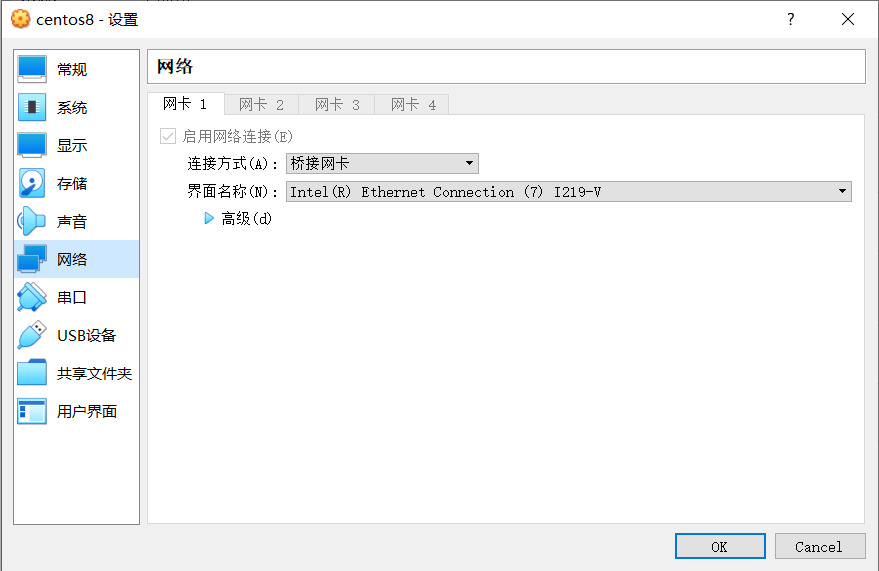 centos8 - 设置
?
常规
系统
显示
存储
声音
网络
串口
USB设备
共享文件夹
用户界面
网络
网卡 1 网卡 2 网卡 3 网卡 4
启用网络连接(E)
连接方式(A): 桥接网卡
界面名称(N): Intel(R) Ethernet Connection (7) I219-V
高级(d)
OK Cancel